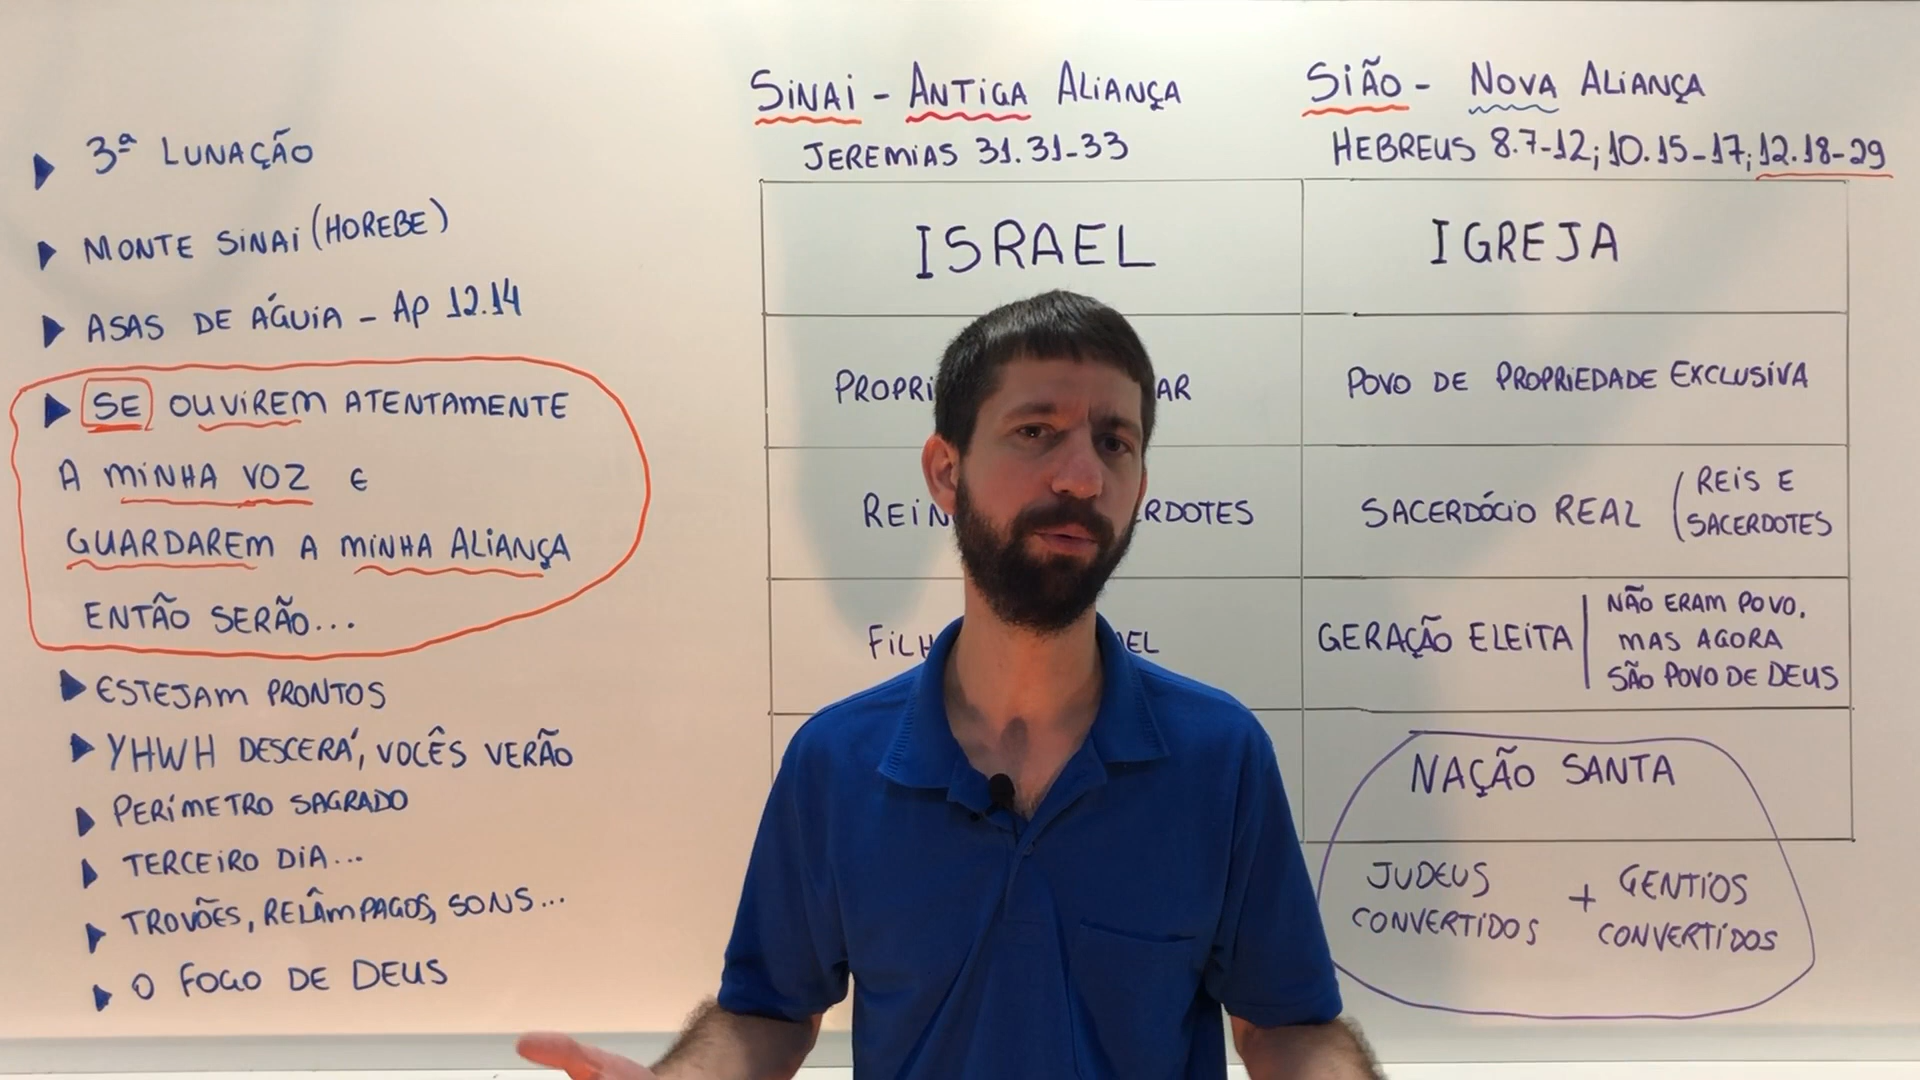 3ª LUNAÇÃO
MONTE SINAI (HOREBE)
ASAS DE ÁGUIA - AP 12.14
SE OUVIREM ATENTAMENTE
A MINHA VOZ E
GUARDAREM A MINHA ALIANÇA
ENTÃO SERÃO...
ESTEJAM PRONTOS
YHWH DESCERÁ, VOCÊS VERÃO
PERÍMETRO SAGRADO
TERCEIRO DIA...
TROVÕES, RELÂMPAGOS, SONS...
O FOGO DE DEUS
SINAI - ANTIGA ALIANÇA
JEREMIAS 31.31-33
ISRAEL
SIÃO - NOVA ALIANÇA
HEBREUS 8.7-12; 10.15-17; 12.18-29
IGREJA
POVO DE PROPRIEDADE EXCLUSIVA
SACERDÓCIO REAL
REIS E
SACERDOTES
GERAÇÃO ELEITA
NÃO ERAM POVO,
MAS AGORA
SÃO POVO DE DEUS
NAÇÃO SANTA
JUDEUS
CONVERTIDOS
+
GENTIOS
CONVERTIDOS